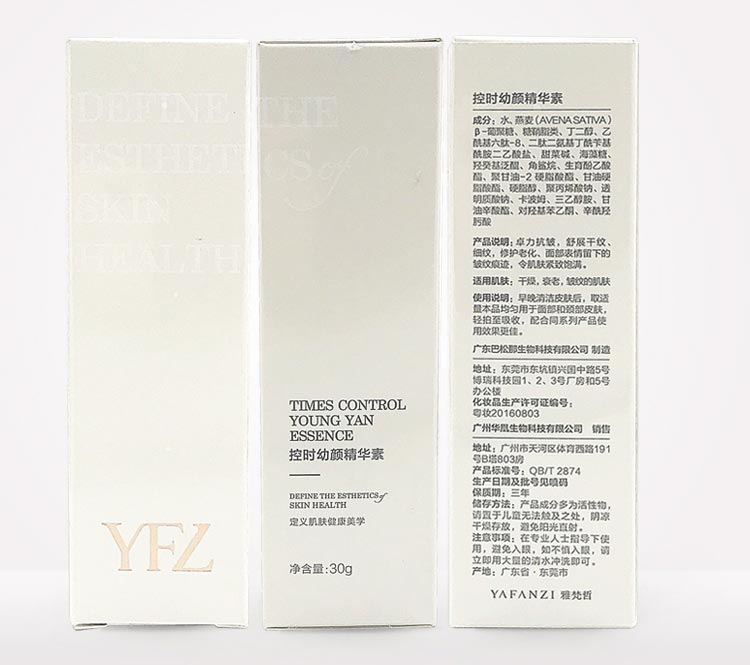 DEFINE THE
ESTHETICS of
SKIN
HEALTH
YFZ
TIMES CONTROL
YOUNG YAN
ESSENCE
控时幼颜精华素
DEFINE THE ESTHETICS of
SKIN HEALTH
定义肌肤健康美学
净含量:30g
控时幼颜精华素
成分：水、燕麦(AVENA SATIVA)
β-葡聚糖、糖鞘脂类、丁二醇、乙
酰基六肽-8、二肽二氨基丁酰苄基
酰胺二乙酸盐、甜菜碱、海藻糖、
羟癸基泛醌、角鲨烷、生育酚乙酸
酯、聚甘油-2 硬脂酸酯、甘油硬
脂酸酯、硬脂醇、聚丙烯酸钠、透
明质酸钠、卡波姆、三乙醇胺、甘
油辛酸酯、对羟基苯乙酮、辛酰羟
肟酸
产品说明：卓力抗皱，舒展干纹、
细纹，修护老化、面部表情留下的
皱纹痕迹，令肌肤紧致饱满。
适用肌肤：干燥，衰老，皱纹的肌肤
使用说明：早晚清洁皮肤后，取适
量本品均匀用于面部和颈部皮肤，
轻拍至吸收，配合同系列产品使
用效果更佳。
广东巴松那生物科技有限公司 制造
地址：东莞市东坑镇兴国中路5号
博瑞科技园1、2、3号厂房和5号
办公楼
化妆品生产许可证编号：
粤妆20160803
广州华凰生物科技有限公司 销售
地址：广州市天河区体育西路191
号B塔803房
产品标准号：QB/T 2874
生产日期及批号见喷码
保质期：三年
储存方法：产品成分多为活性物，
请置于儿童无法触及之处，阴凉
干燥存放，避免阳光直射。
注意事项：在专业人士指导下使
用，避免入眼，如不慎入眼，请
立即用大量的清水冲洗即可。
产地：广东省·东莞市
YAFANZI 雅梵哲